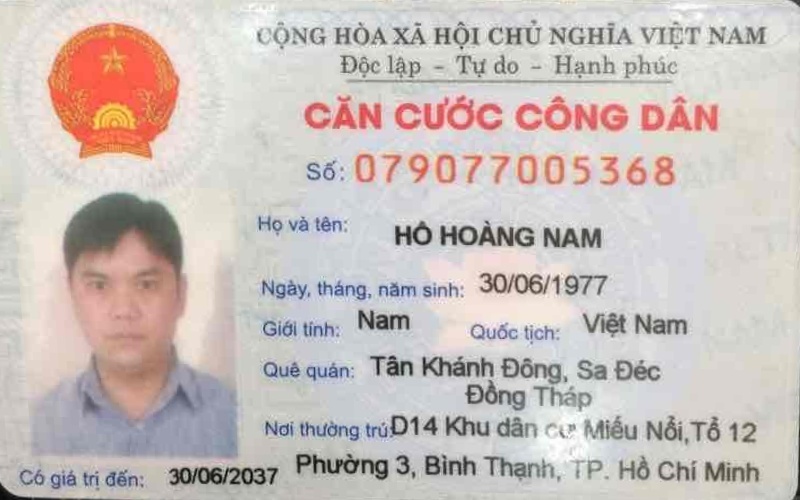 CỘNG HÒA XÃ HỘI CHỦ NGHĨA VIỆT NAM
Độc lập - Tự do - Hạnh phúc
CĂN CƯỚC CÔNG DÂN
Số: 079077005368
Họ và tên: HỒ HOÀNG NAM
Ngày, tháng, năm sinh: 30/06/1977
Giới tính: Nam Quốc tịch: Việt Nam
Quê quán: Tân Khánh Đông, Sa Đéc
Đồng Tháp
Nơi thường trú: D14 Khu dân cư Miếu Nổi,Tổ 12
Phường 3, Bình Thạnh, TP. Hồ Chí Minh
Có giá trị đến: 30/06/2037